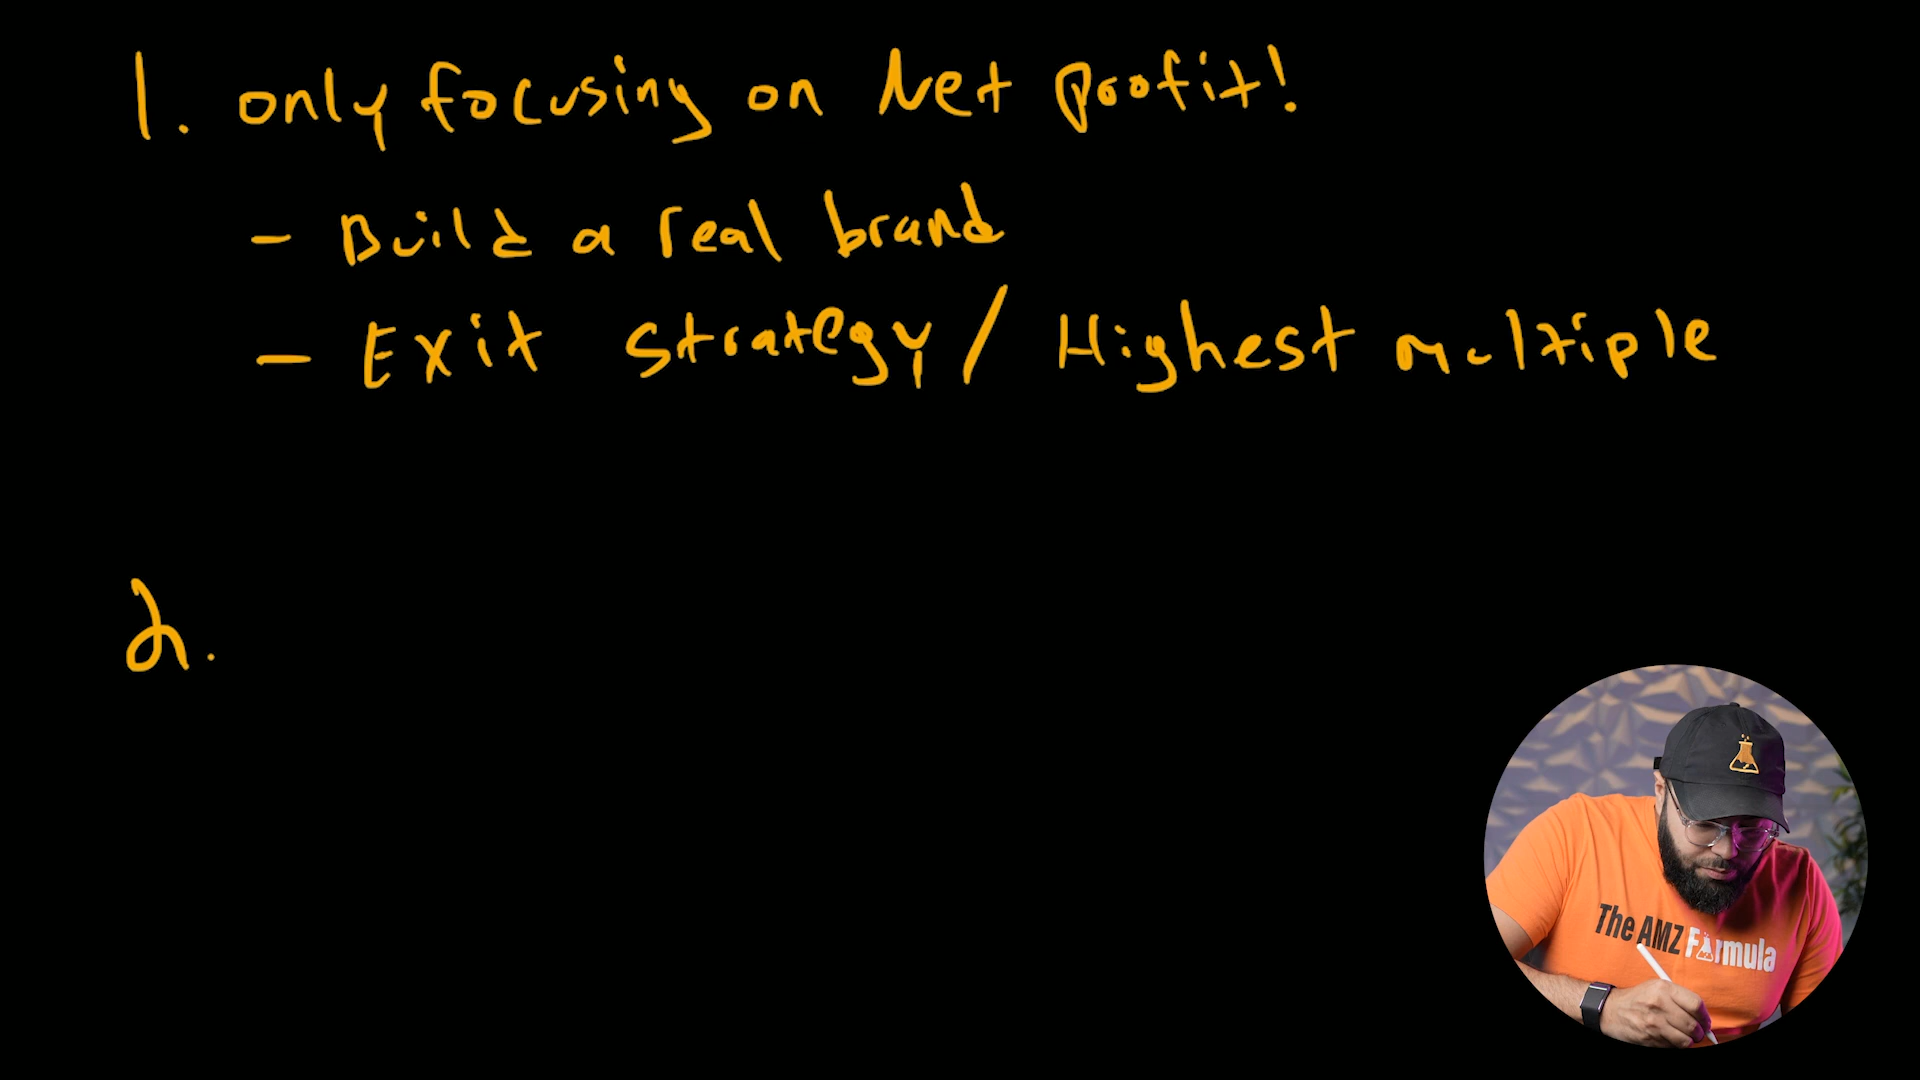 1. only focusing on Net profit!
- Build a real brand
- Exit strategy / Highest multiple
2.
The AMZ Formula